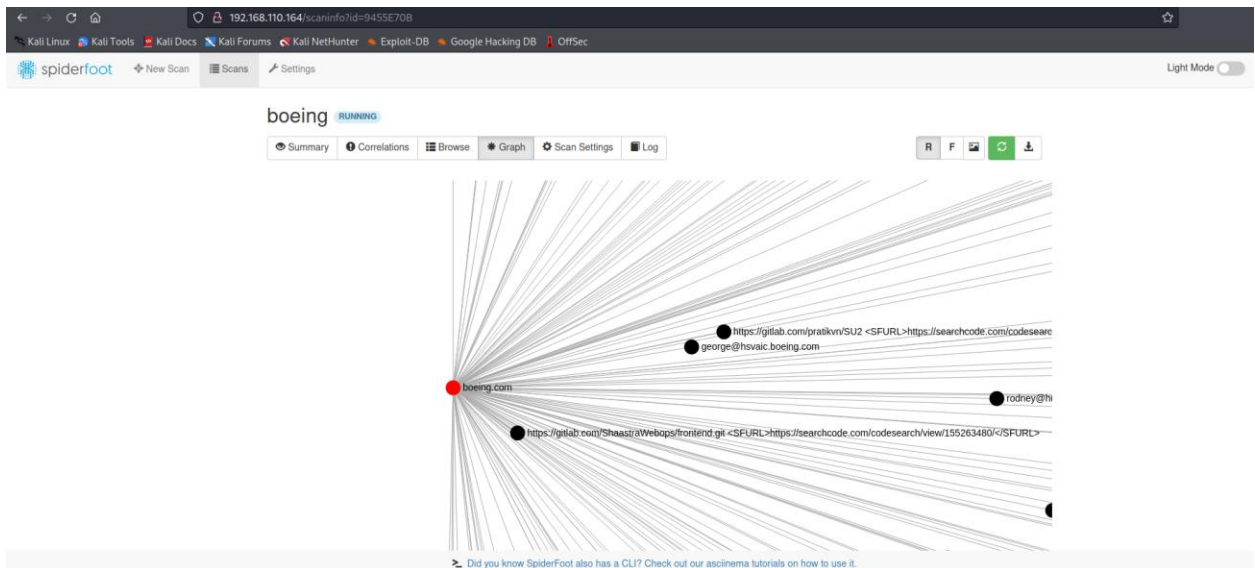 192.168.110.164/scaninfo?id=9455E70B
Kali Linux Kali Tools Kali Docs Kali Forums Kali NetHunter Exploit-DB Google Hacking DB OffSec
spiderfoot New Scan Scans Settings Light Mode
boeing RUNNING
Summary Correlations Browse Graph Scan Settings Log R F
https://gitlab.com/pratikvn/SU2 <SFURL>https://searchcode.com/codesearc
george@hsvaic.boeing.com
boeing.com
rodney@h
https://gitlab.com/ShaastraWebops/frontend.git <SFURL>https://searchcode.com/codesearch/view/155263480/</SFURL>
Did you know SpiderFoot also has a CLI? Check out our asciinema tutorials on how to use it.